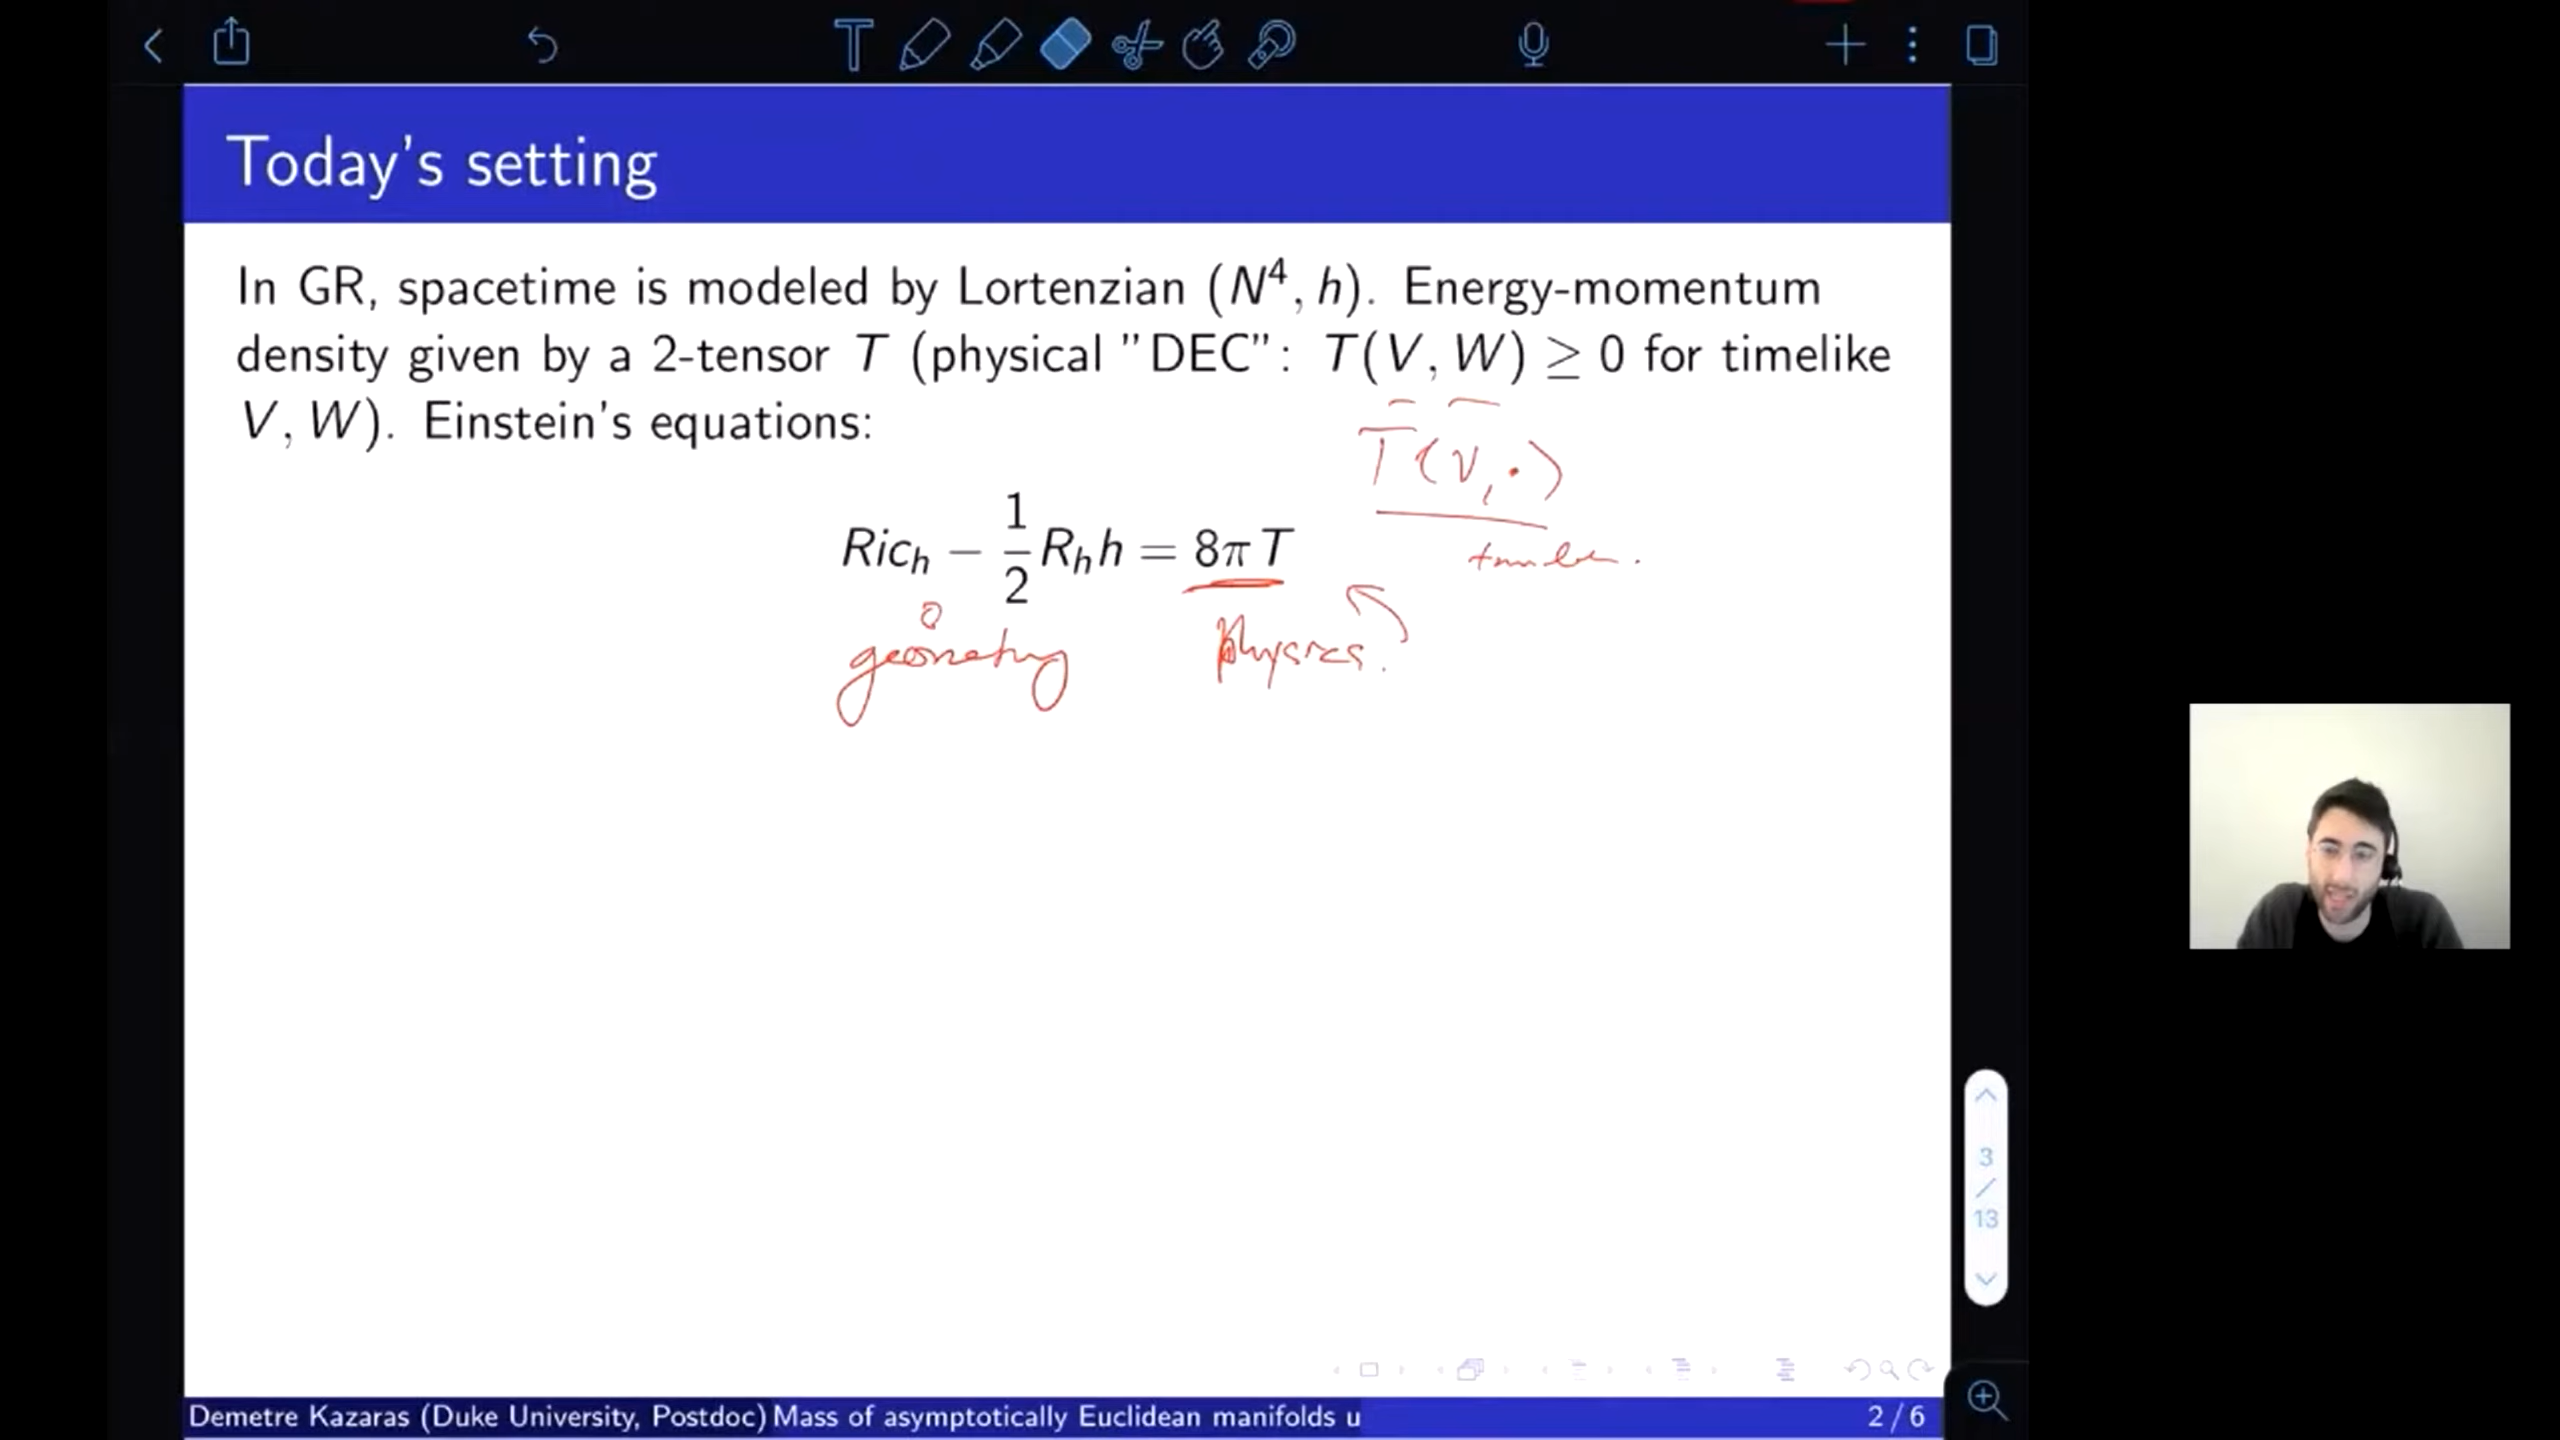 Today's setting
In GR, spacetime is modeled by Lortenzian (N⁴, h). Energy-momentum
density given by a 2-tensor T (physical "DEC": T(V, W) ≥ 0 for timelike
V, W). Einstein's equations:
T(V, ·)
Ric_h − 1/2 R_h h = 8πT
geometry physics.
3
/
13
Demetre Kazaras (Duke University, Postdoc) Mass of asymptotically Euclidean manifolds u 2 / 6